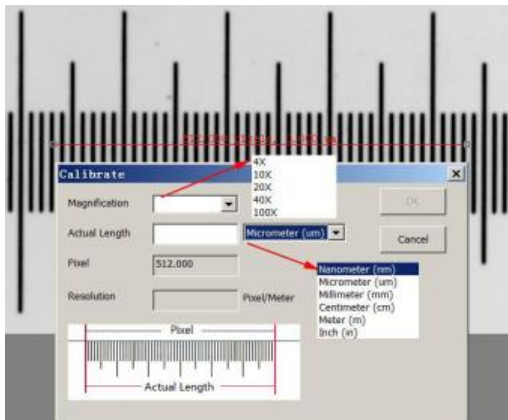 Calibrate
4X
10X
20X
40X
100X
Magnification
OK
Actual Length
Micrometer (um)
Cancel
Pixel
512.000
Nanometer (nm)
Micrometer (um)
Millimeter (mm)
Centimeter (cm)
Meter (m)
Inch (in)
Resolution
Pixel/Meter
Pixel
Actual Length